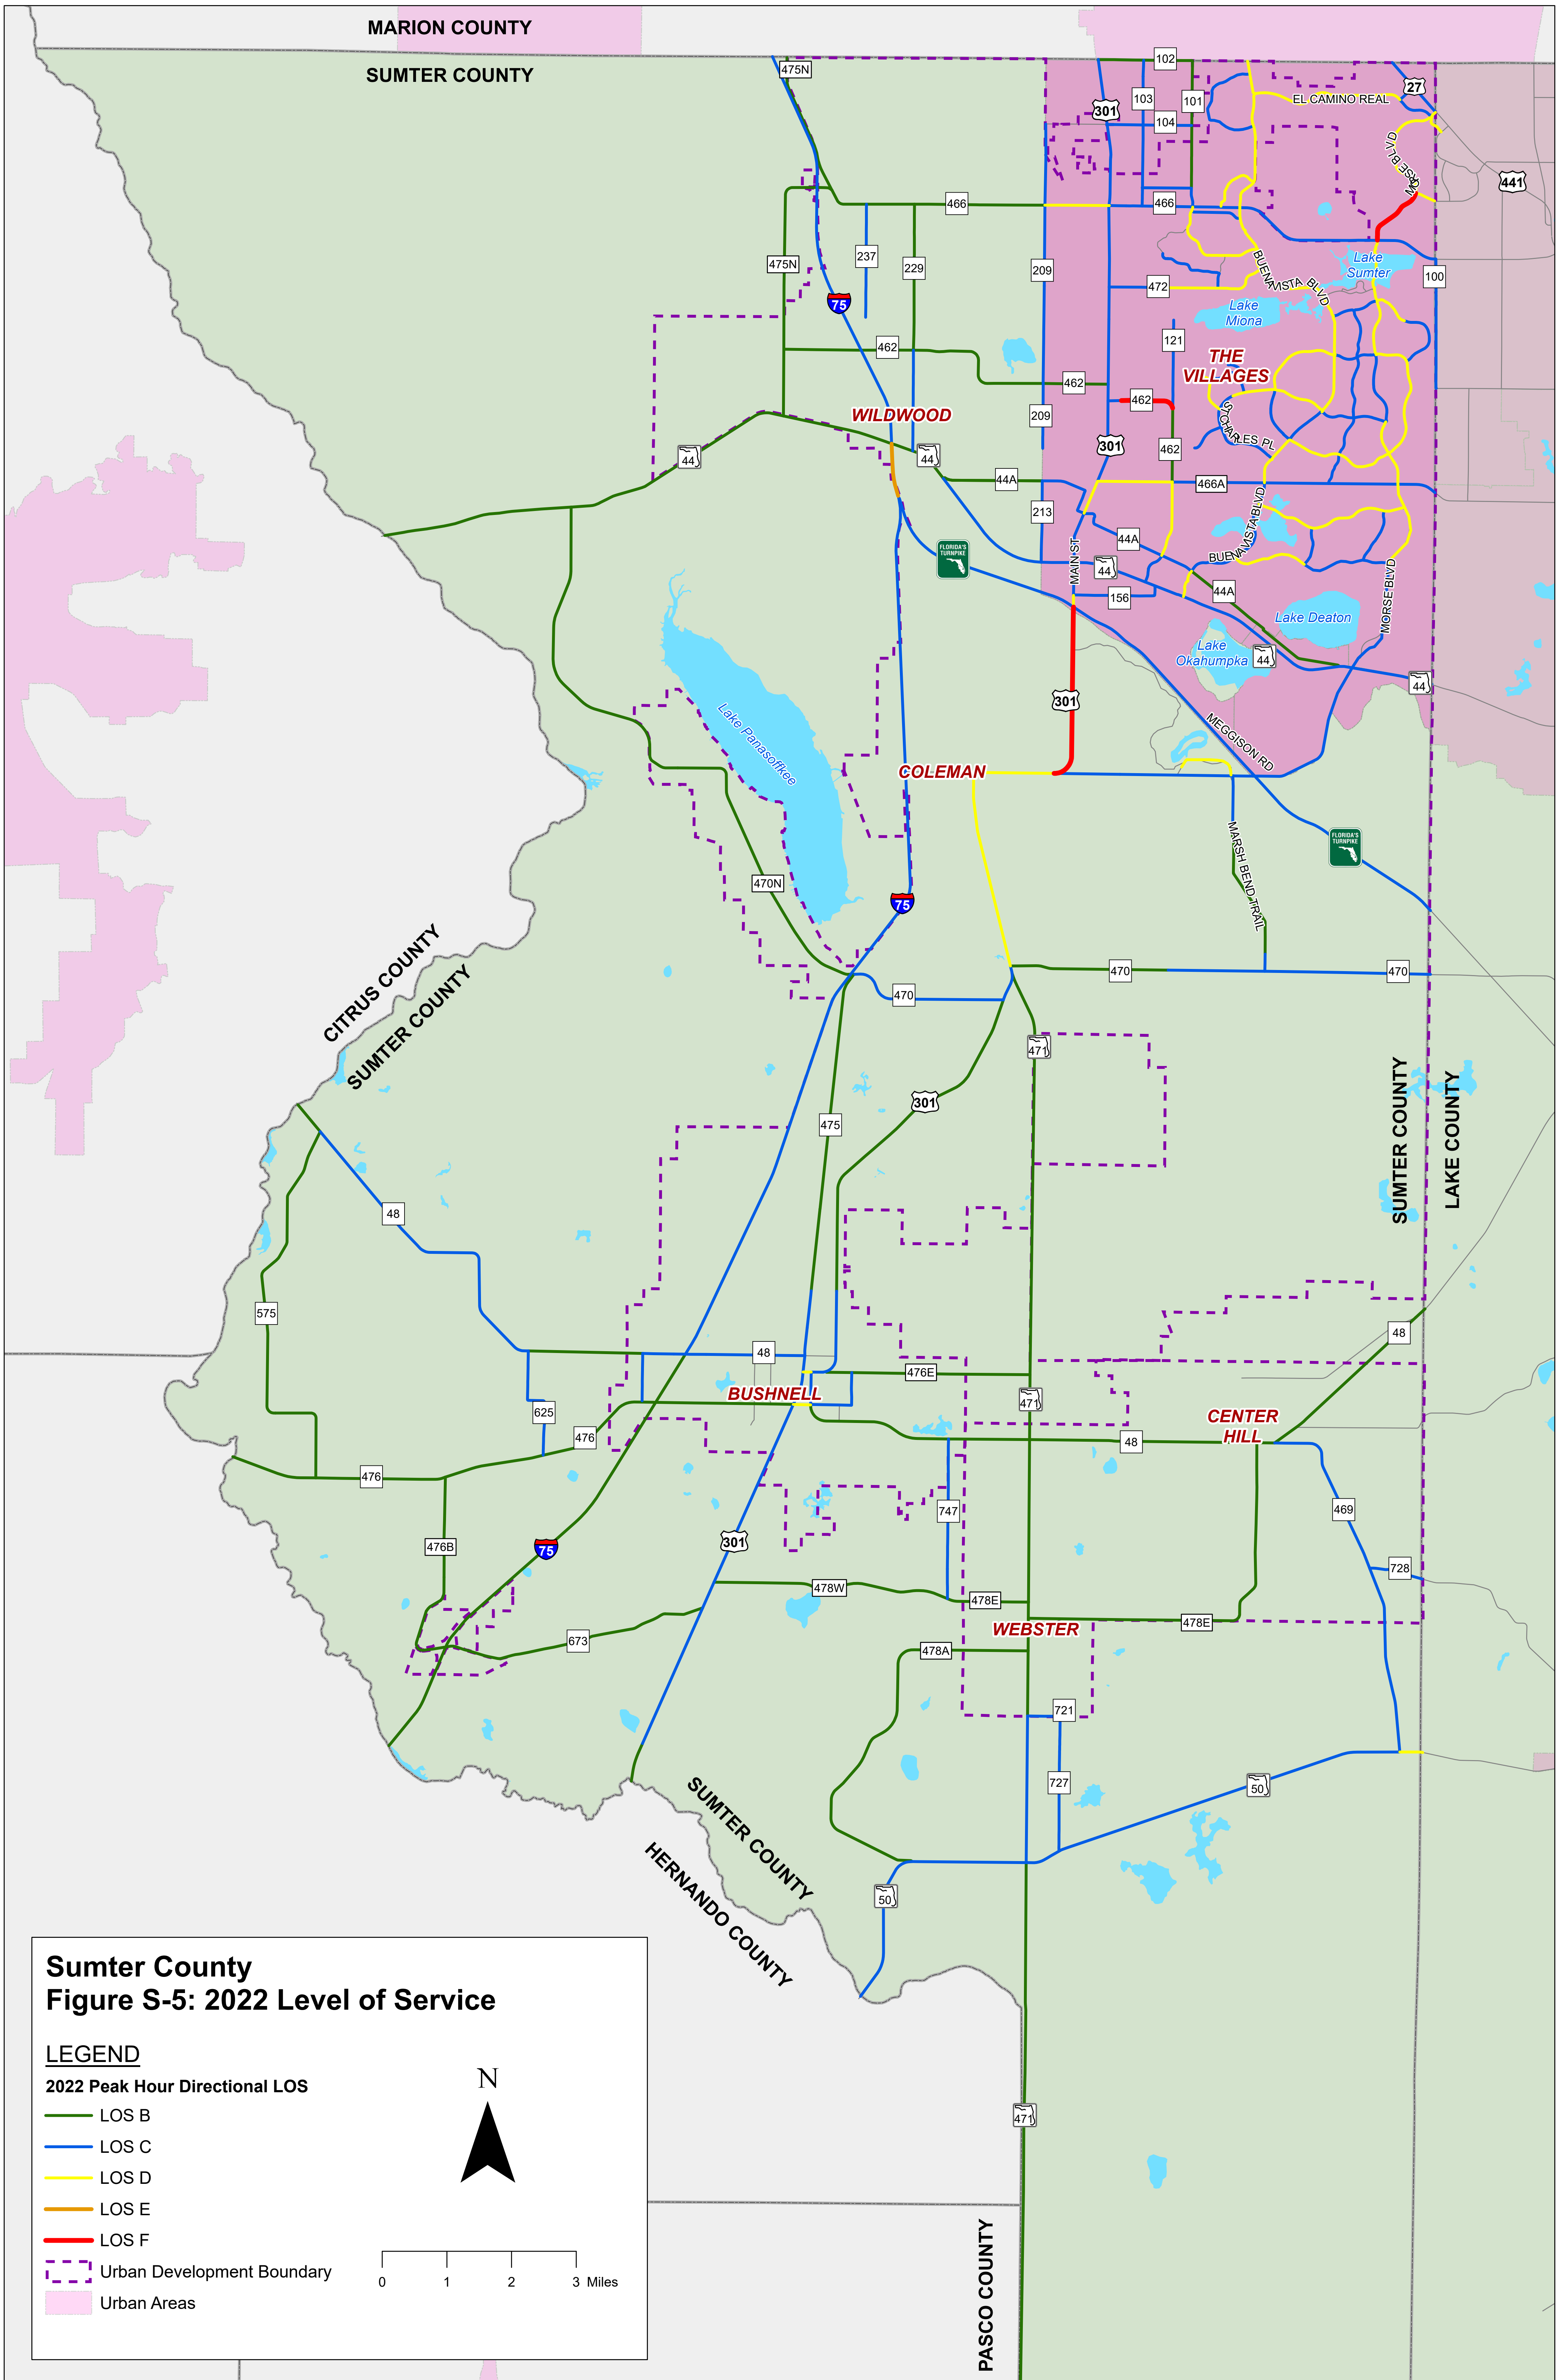 MARION COUNTY
SUMTER COUNTY
475N
102
27
301
103
101
EL CAMINO REAL
104
MORSE BLVD
441
466
466
475N
237
229
209
BUENA VISTA BLVD
Lake
Sumter
100
75
472
Lake
Miona
121
462
THE
VILLAGES
462
462
WILDWOOD
209
ST CHARLES PL
44
44
301
462
44A
466A
213
BUENA VISTA BLVD
FLORIDA'S
TURNPIKE
MAIN ST
44A
44
156
44A
MORSE BLVD
Lake Deaton
Lake
Okahumpka
44
44
301
Lake Panasoffkee
MEGGISON RD
COLEMAN
MARSH BEND TRAIL
FLORIDA'S
TURNPIKE
470N
75
470
470
470
CITRUS COUNTY
SUMTER COUNTY
471
301
475
SUMTER COUNTY
LAKE COUNTY
48
575
48
48
476E
BUSHNELL
471
625
CENTER
HILL
476
48
476
747
469
476B
75
301
728
478W
478E
478E
WEBSTER
673
478A
721
727
50
SUMTER COUNTY
HERNANDO COUNTY
50
471
PASCO COUNTY
Sumter County
Figure S-5: 2022 Level of Service
LEGEND
2022 Peak Hour Directional LOS
LOS B
LOS C
LOS D
LOS E
LOS F
Urban Development Boundary
Urban Areas
N
0 1 2 3 Miles